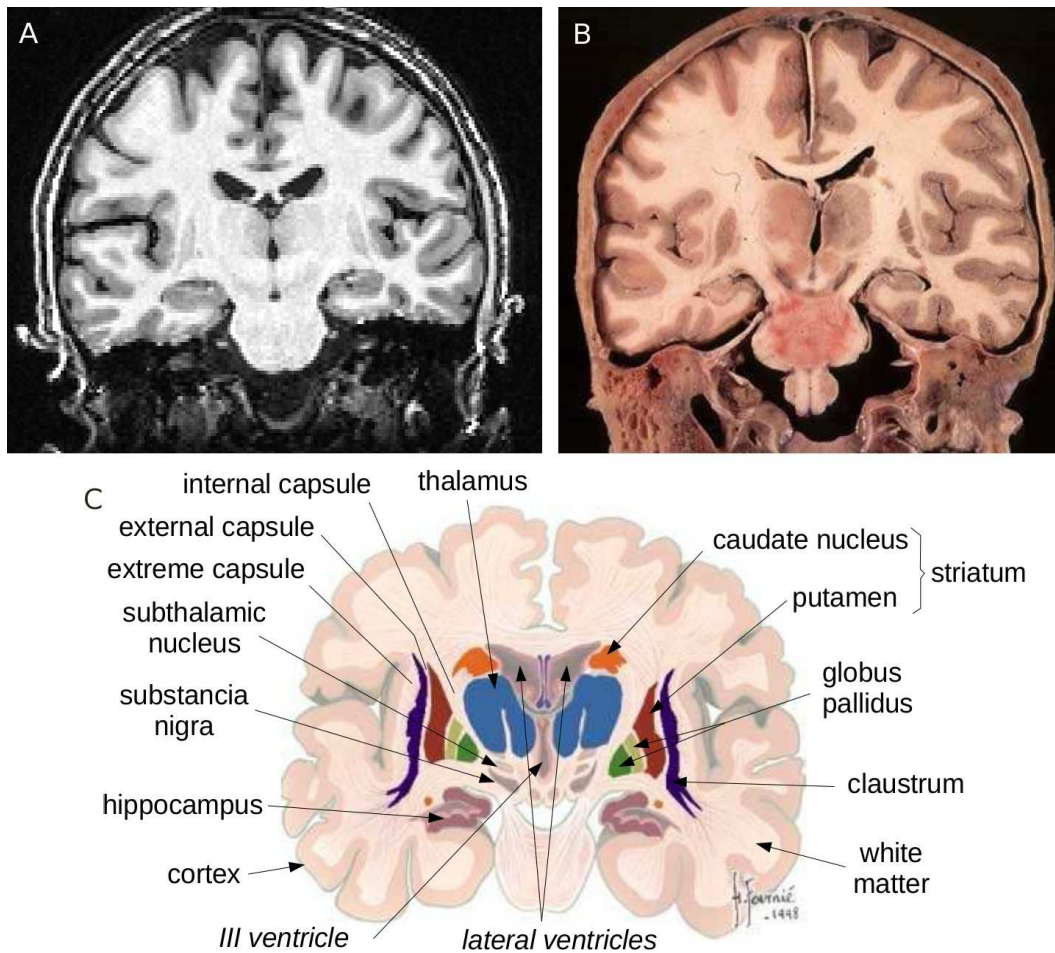 A
B
C
internal capsule
thalamus
external capsule
caudate nucleus
extreme capsule
striatum
putamen
subthalamic
nucleus
globus
pallidus
substancia
nigra
claustrum
hippocampus
white
matter
cortex
III ventricle
lateral ventricles
1998